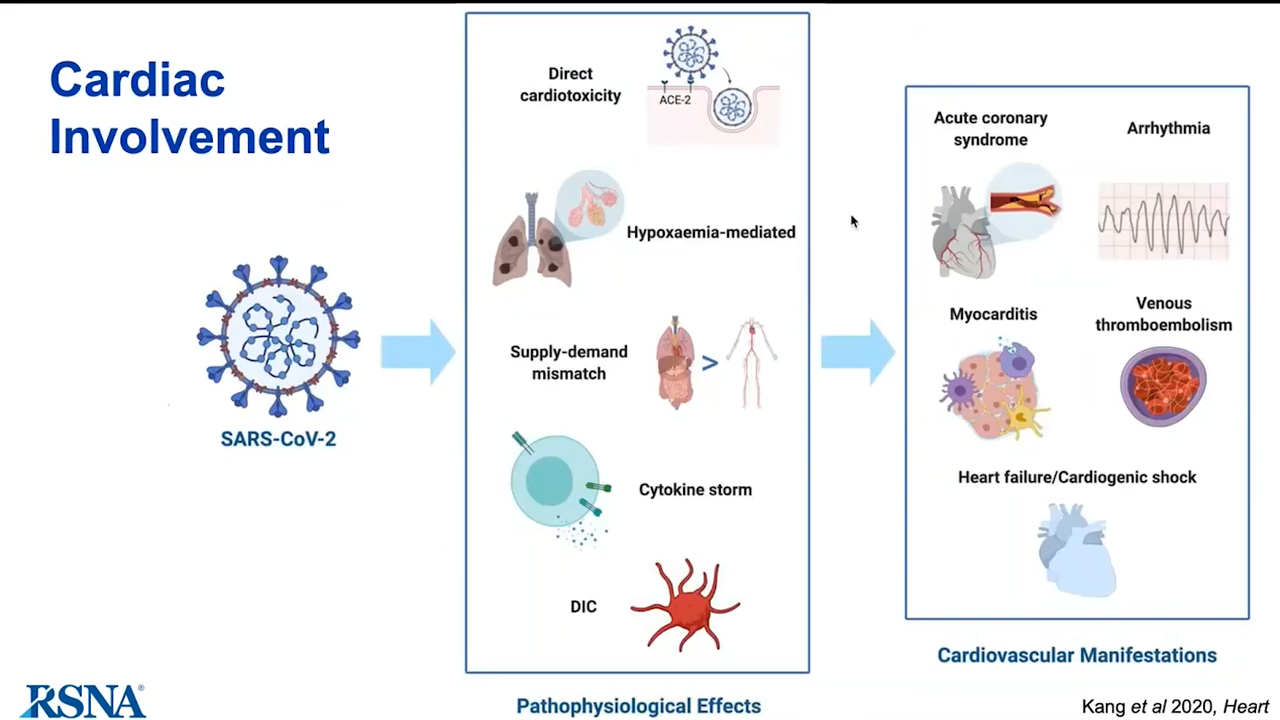 Cardiac
Involvement
SARS-CoV-2
Direct
cardiotoxicity
ACE-2
Hypoxaemia-mediated
Supply-demand
mismatch
>
Cytokine storm
DIC
Pathophysiological Effects
Acute coronary
syndrome
Arrhythmia
Myocarditis
Venous
thromboembolism
Heart failure/Cardiogenic shock
Cardiovascular Manifestations
RSNA®
Kang et al 2020, Heart